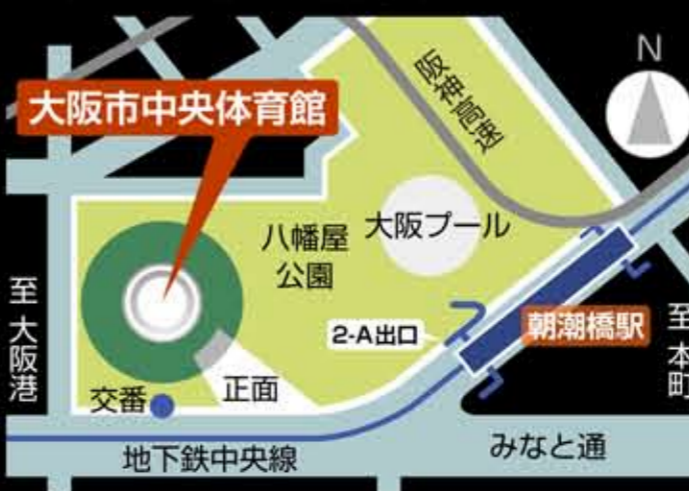 N
阪神高速
大阪市中央体育館
八幡屋
公園
大阪プール
至 大阪港
2-A出口
朝潮橋駅
至 本町
交番
正面
地下鉄中央線
みなと通